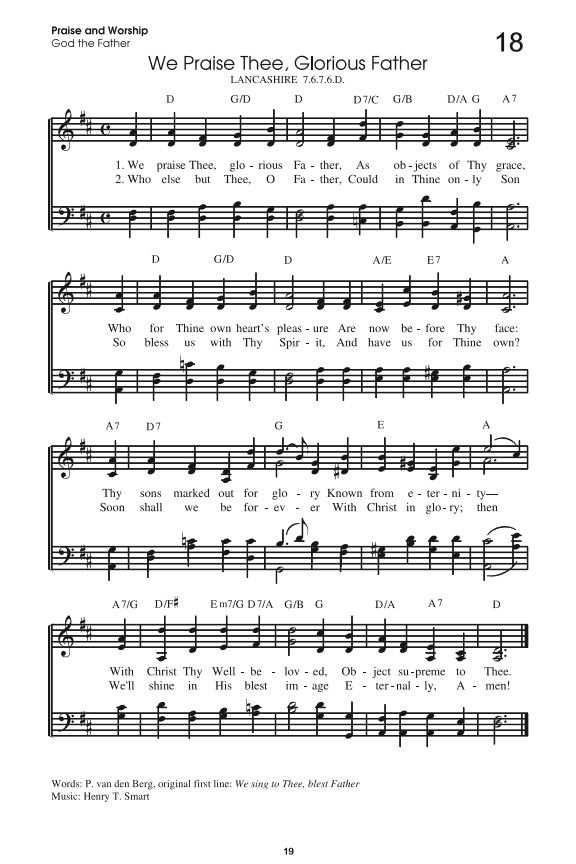 Praise and Worship
God the Father
18
We Praise Thee, Glorious Father
LANCASHIRE 7.6.7.6.D.
D G/D D D7/C G/B D/A G A7
1. We praise Thee, glo - rious Fa - ther, As ob - jects of Thy grace,
2. Who else but Thee, O Fa - ther, Could in Thine on - ly Son
D G/D D A/E E7 A
Who for Thine own heart's pleas - ure Are now be - fore Thy face:
So bless us with Thy Spir - it, And have us for Thine own?
A7 D7 G E A
Thy sons marked out for glo - ry Known from e - ter - ni - ty—
Soon shall we be for - ev - er With Christ in glo - ry; then
A7/G D/F♯ Em7/G D7/A G/B G D/A A7 D
With Christ Thy Well - be - lov - ed, Ob - ject su - preme to Thee.
We'll shine in His blest im - age E - ter - nal - ly, A - men!
Words: P. van den Berg, original first line: We sing to Thee, blest Father
Music: Henry T. Smart
19